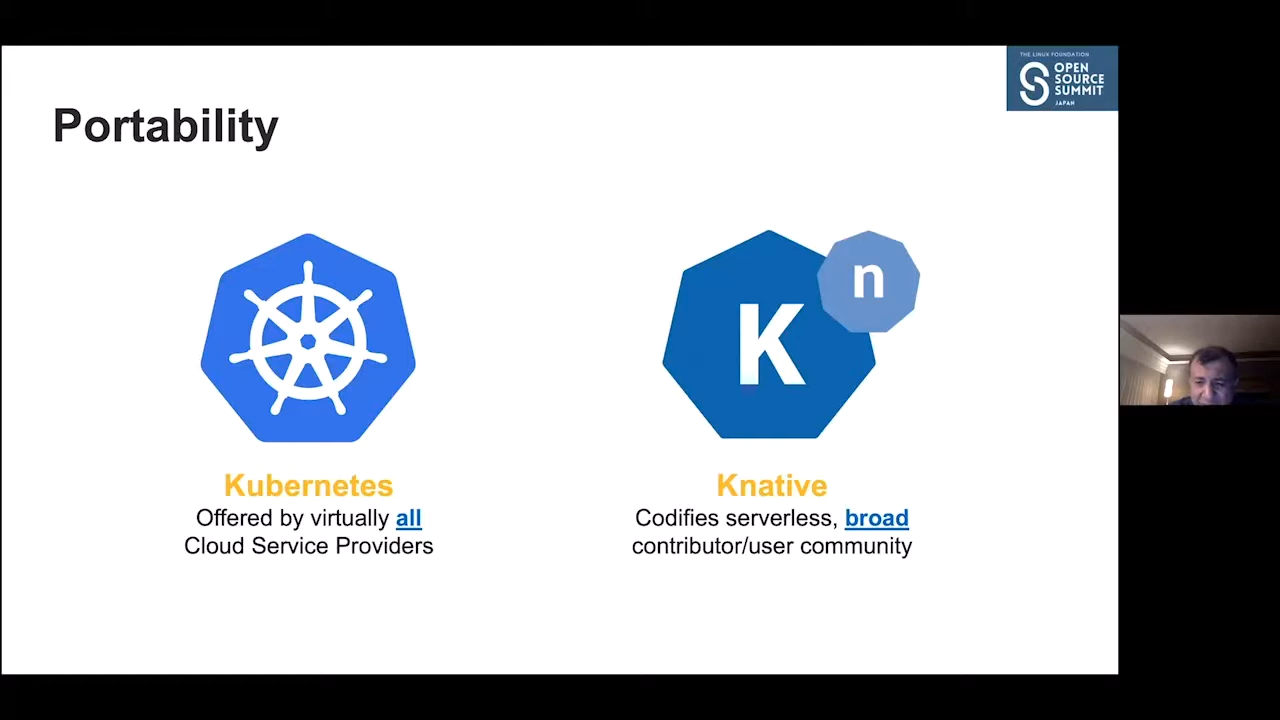 THE LINUX FOUNDATION
OPEN
SOURCE
SUMMIT
JAPAN
Portability
K
n
Kubernetes
Offered by virtually all
Cloud Service Providers
Knative
Codifies serverless, broad
contributor/user community